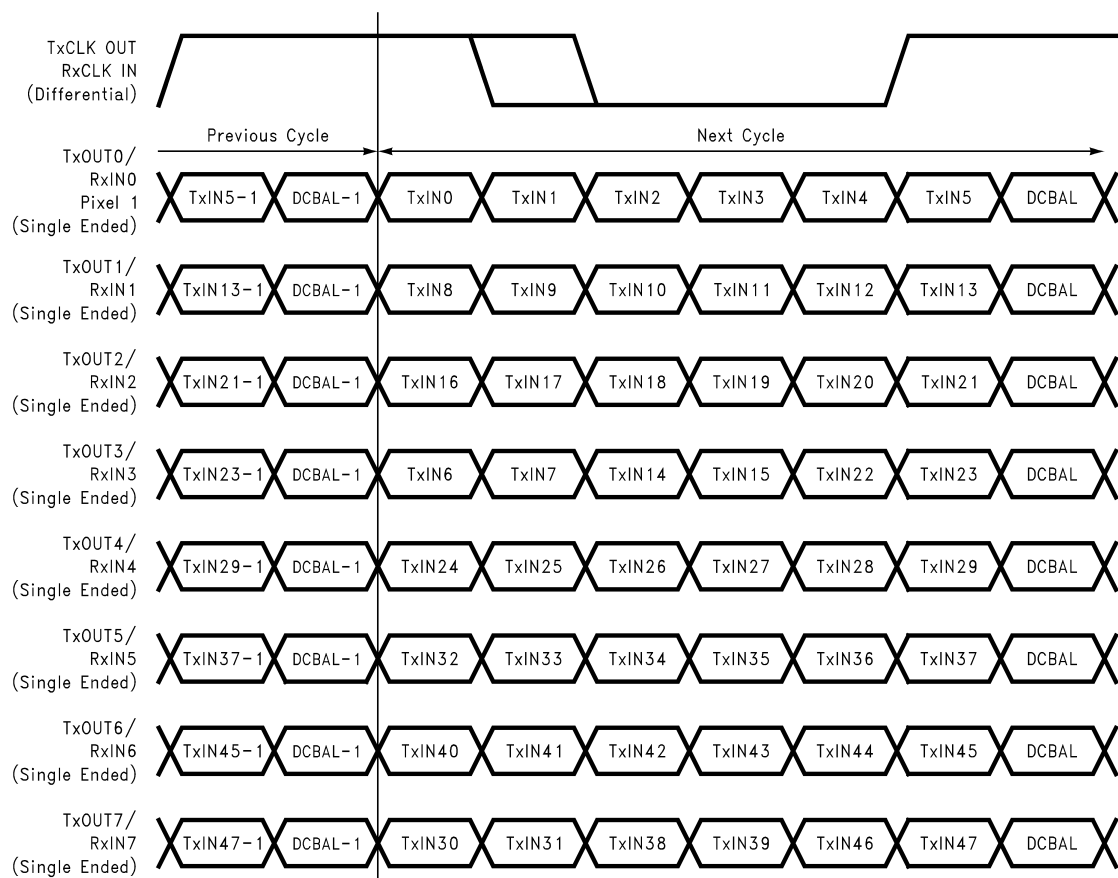 TxCLK OUT
RxCLK IN
(Differential)
Previous Cycle
Next Cycle
TxOUT0/
RxIN0
Pixel 1
(Single Ended)
TxIN5-1 DCBAL-1 TxIN0 TxIN1 TxIN2 TxIN3 TxIN4 TxIN5 DCBAL
TxOUT1/
RxIN1
(Single Ended)
TxIN13-1 DCBAL-1 TxIN8 TxIN9 TxIN10 TxIN11 TxIN12 TxIN13 DCBAL
TxOUT2/
RxIN2
(Single Ended)
TxIN21-1 DCBAL-1 TxIN16 TxIN17 TxIN18 TxIN19 TxIN20 TxIN21 DCBAL
TxOUT3/
RxIN3
(Single Ended)
TxIN23-1 DCBAL-1 TxIN6 TxIN7 TxIN14 TxIN15 TxIN22 TxIN23 DCBAL
TxOUT4/
RxIN4
(Single Ended)
TxIN29-1 DCBAL-1 TxIN24 TxIN25 TxIN26 TxIN27 TxIN28 TxIN29 DCBAL
TxOUT5/
RxIN5
(Single Ended)
TxIN37-1 DCBAL-1 TxIN32 TxIN33 TxIN34 TxIN35 TxIN36 TxIN37 DCBAL
TxOUT6/
RxIN6
(Single Ended)
TxIN45-1 DCBAL-1 TxIN40 TxIN41 TxIN42 TxIN43 TxIN44 TxIN45 DCBAL
TxOUT7/
RxIN7
(Single Ended)
TxIN47-1 DCBAL-1 TxIN30 TxIN31 TxIN38 TxIN39 TxIN46 TxIN47 DCBAL